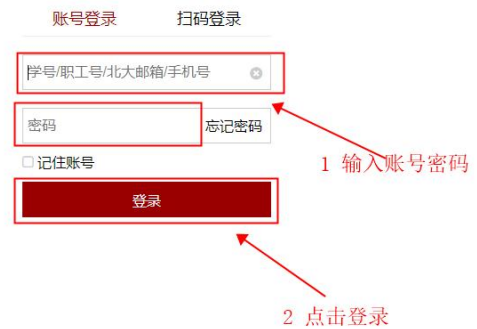 账号登录 扫码登录
学号/职工号/北大邮箱/手机号
密码 忘记密码
记住账号
1 输入账号密码
登录
2 点击登录